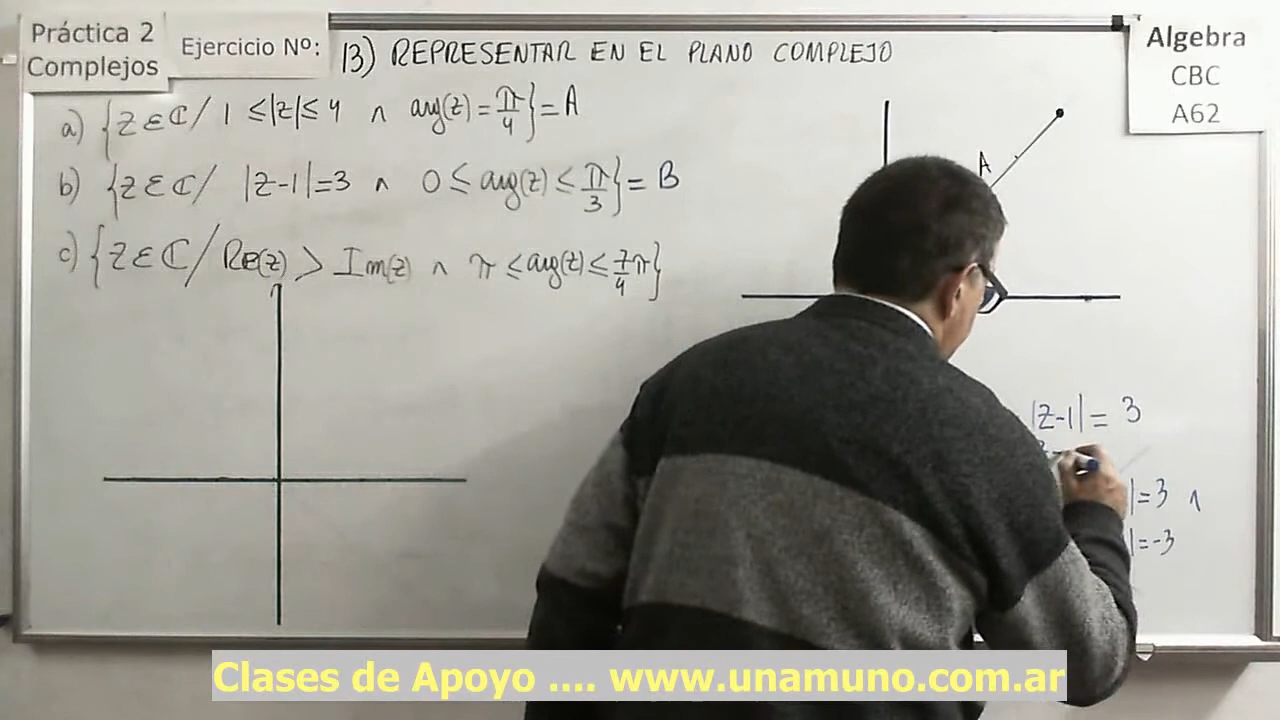 Práctica 2
Complejos
Ejercicio Nº:
13) REPRESENTAR EN EL PLANO COMPLEJO
Algebra
CBC
A62
a) {Z ∈ ℂ / 1 ≤ |z| ≤ 4 ∧ arg(z) = π/4} = A
b) {Z ∈ ℂ / |Z-1| = 3 ∧ 0 ≤ arg(z) ≤ π/3} = B
c) {Z ∈ ℂ / Re(z) > Im(z) ∧ π ≤ arg(z) ≤ 7/4 π}
A
|Z-1| = 3
|=3 ∧
|=-3
Clases de Apoyo .... www.unamuno.com.ar